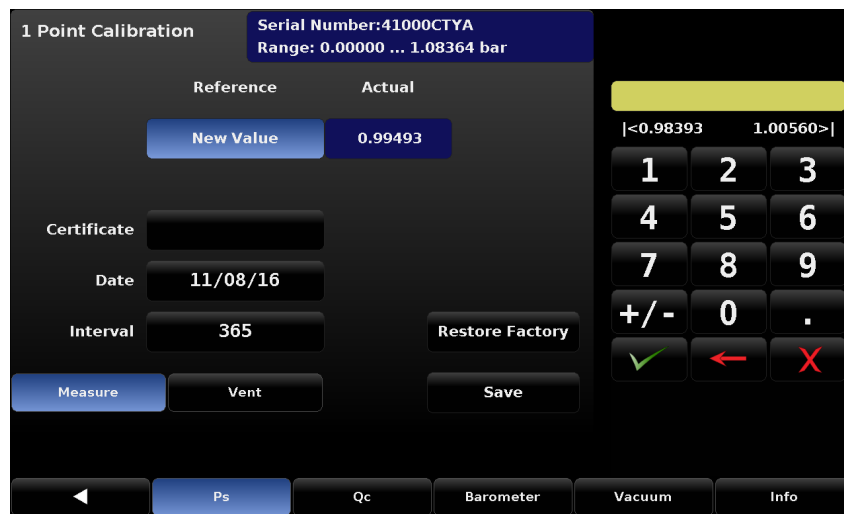 1 Point Calibration
Serial Number:41000CTYA
Range: 0.00000 ... 1.08364 bar
Reference Actual
New Value 0.99493
|<0.98393 1.00560>|
1 2 3
4 5 6
7 8 9
+/- 0 .
Certificate
Date 11/08/16
Interval 365
Restore Factory
X
Measure Vent Save
Ps Qc Barometer Vacuum Info